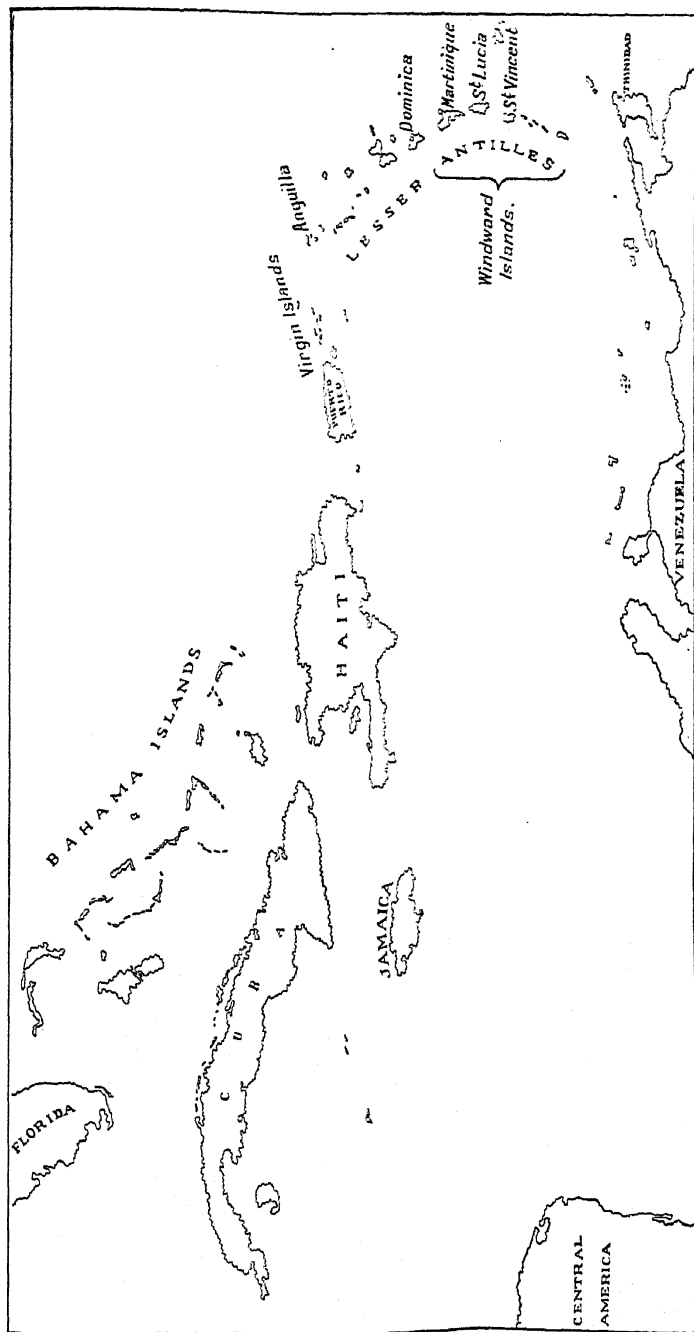 FLORIDA
BAHAMA ISLANDS
CUBA
JAMAICA
HAITI
PUERTO
RICO
Virgin Islands
Anguilla
LESSER ANTILLES
Dominica
Martinique
St Lucia
St Vincent
Windward
Islands.
TRINIDAD
VENEZUELA
CENTRAL
AMERICA